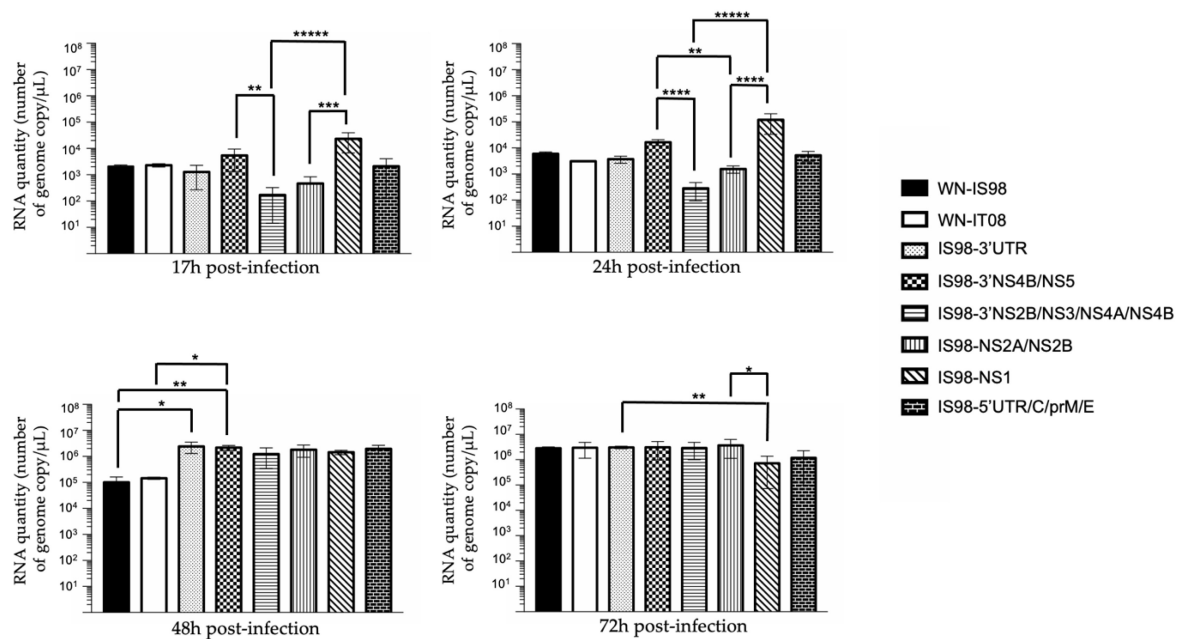 RNA quantity (number
of genome copy/µL)
10⁸
10⁷
10⁶
10⁵
10⁴
10³
10²
10¹
*****
**
***
17h post-infection
RNA quantity (number
of genome copy/µL)
10⁸
10⁷
10⁶
10⁵
10⁴
10³
10²
10¹
*****
**
****
****
24h post-infection
RNA quantity (number
of genome copy/µL)
10⁸
10⁷
10⁶
10⁵
10⁴
10³
10²
10¹
*
**
*
48h post-infection
RNA quantity (number
of genome copy/µL)
10⁸
10⁷
10⁶
10⁵
10⁴
10³
10²
10¹
*
**
72h post-infection
WN-IS98
WN-IT08
IS98-3'UTR
IS98-3'NS4B/NS5
IS98-3'NS2B/NS3/NS4A/NS4B
IS98-NS2A/NS2B
IS98-NS1
IS98-5'UTR/C/prM/E